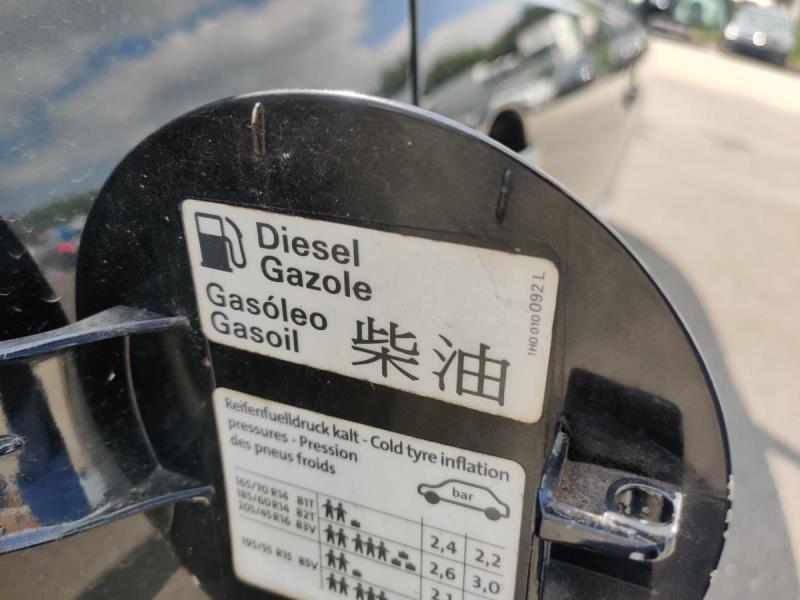 Diesel
Gazole
Gasóleo
Gasoil
柴油
1H0 010 092 L
Reifenfuelldruck kalt - Cold tyre inflation
pressures - Pression
des pneus froids
bar
165/70 R14 81T
185/60 R14 82T
205/45 R16 83V
2,4 2,2
2,6 3,0
195/55 R15 85V
2,1